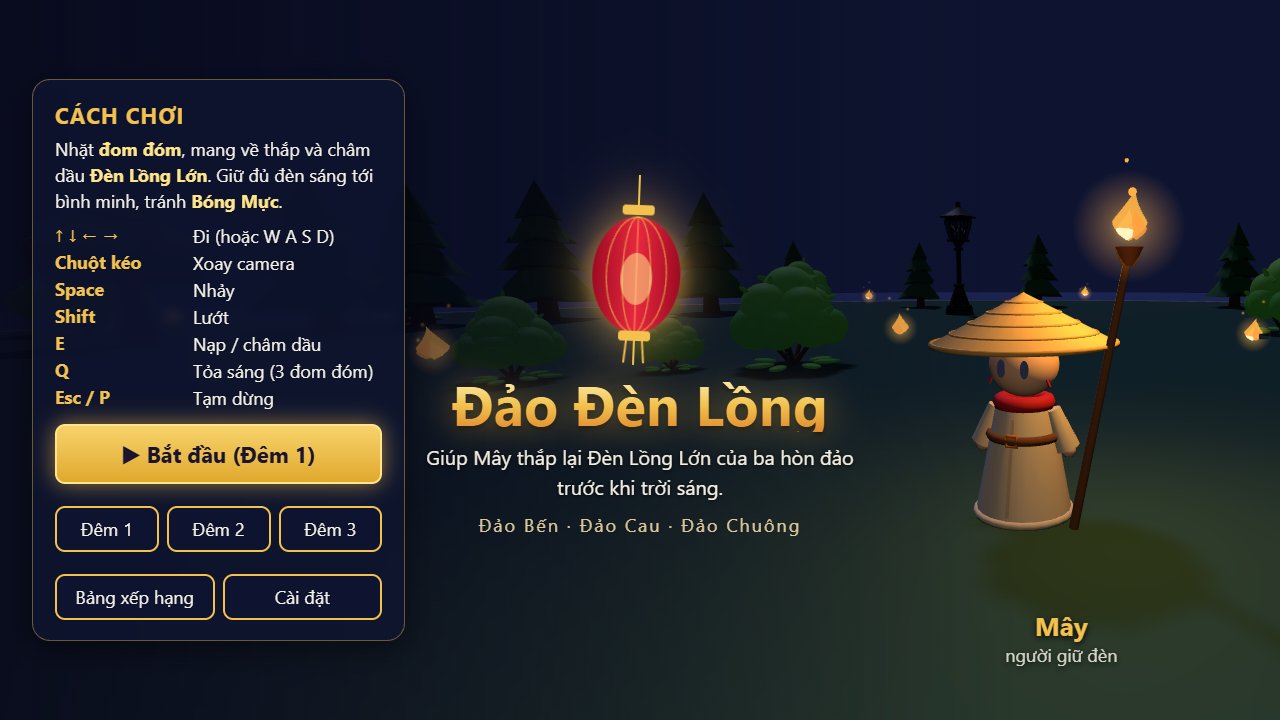 CÁCH CHƠI
Nhặt đom đóm, mang về thắp và châm
dầu Đèn Lồng Lớn. Giữ đủ đèn sáng tới
bình minh, tránh Bóng Mực.
↑ ↓ ← → Đi (hoặc W A S D)
Chuột kéo Xoay camera
Space Nhảy
Shift Lướt
E Nạp / châm dầu
Q Tỏa sáng (3 đom đóm)
Esc / P Tạm dừng
▶ Bắt đầu (Đêm 1)
Đêm 1 Đêm 2 Đêm 3
Bảng xếp hạng Cài đặt
Đảo Đèn Lồng
Giúp Mây thắp lại Đèn Lồng Lớn của ba hòn đảo
trước khi trời sáng.
Đảo Bến · Đảo Cau · Đảo Chuông
Mây
người giữ đèn